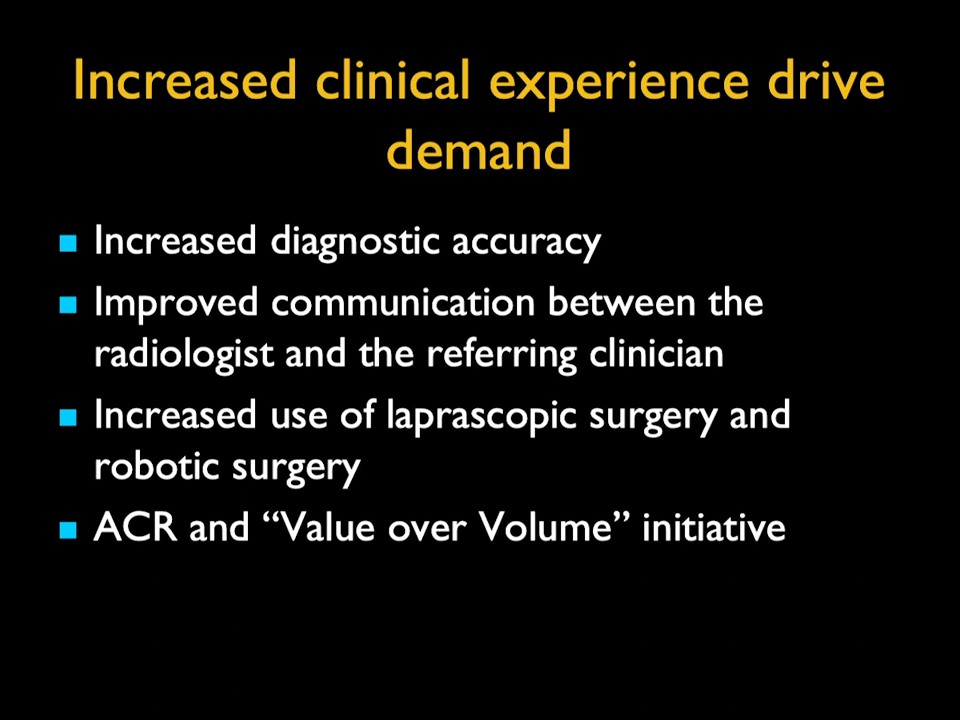 Increased clinical experience drive
demand
Increased diagnostic accuracy
Improved communication between the
radiologist and the referring clinician
Increased use of laprascopic surgery and
robotic surgery
ACR and “Value over Volume” initiative